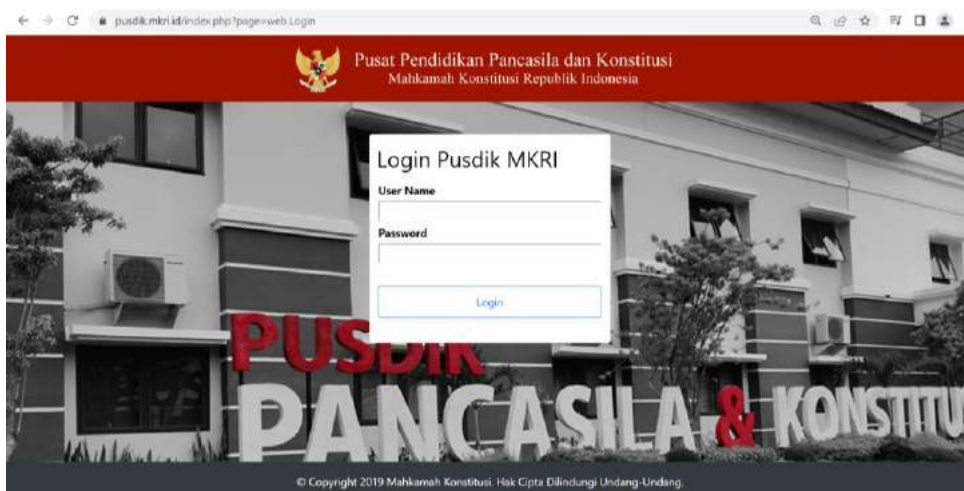 pusdik.mkri.id/index.php?page=web.Login
Pusat Pendidikan Pancasila dan Konstitusi
Mahkamah Konstitusi Republik Indonesia
Login Pusdik MKRI
User Name
Password
Login
PUSDIK
PANCASILA & KONSTITU
© Copyright 2019 Mahkamah Konstitusi. Hak Cipta Dilindungi Undang-Undang.